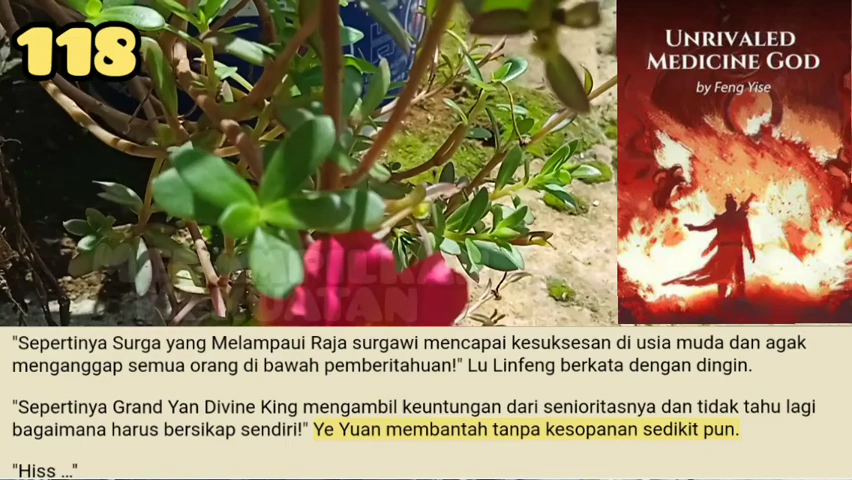 118
UNRIVALED
MEDICINE GOD
by Feng Yise
"Sepertinya Surga yang Melampaui Raja surgawi mencapai kesuksesan di usia muda dan agak
menganggap semua orang di bawah pemberitahuan!" Lu Linfeng berkata dengan dingin.
"Sepertinya Grand Yan Divine King mengambil keuntungan dari senioritasnya dan tidak tahu lagi
bagaimana harus bersikap sendiri!" Ye Yuan membantah tanpa kesopanan sedikit pun.
"Hiss ..."